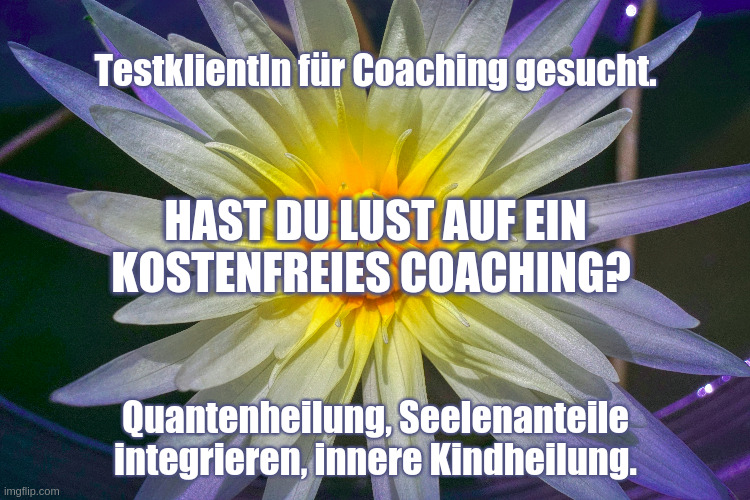 TestklientIn für Coaching gesucht.
HAST DU LUST AUF EIN
KOSTENFREIES COACHING?
Quantenheilung, Seelenanteile
integrieren, innere Kindheilung.
imgflip.com